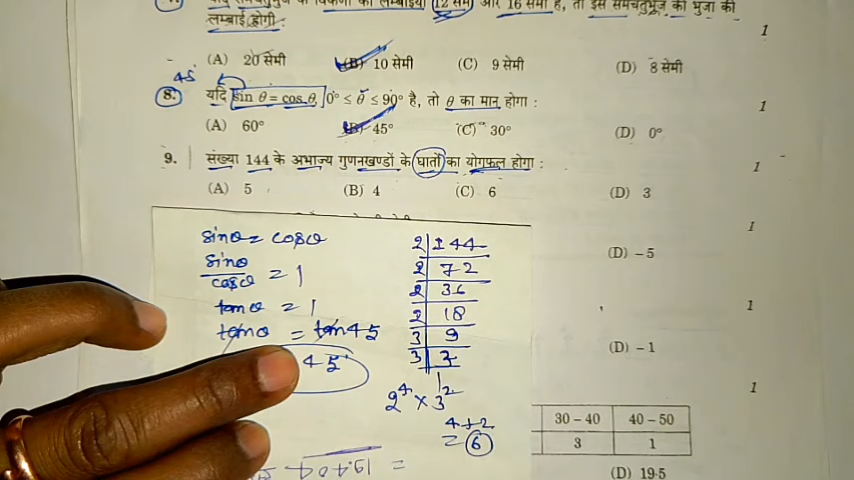 लम्बाई होगी : 1
(A) 20 सेमी (B) 10 सेमी (C) 9 सेमी (D) 8 सेमी
45°
8. यदि sin θ = cos θ, 0° ≤ θ ≤ 90° है, तो θ का मान होगा : 1
(A) 60° (B) 45° (C) 30° (D) 0°
9. संख्या 144 के अभाज्य गुणनखण्डों के घातों का योगफल होगा : 1
(A) 5 (B) 4 (C) 6 (D) 3
1
(D) – 5
1
(D) – 1
1
30 – 40 40 – 50
3 1
(D) 19·5
sinθ = cosθ
sinθ
cosθ = 1
tanθ = 1
tanθ = tan45
45°
2 144
2 72
2 36
2 18
3 9
3 3
1
2⁴ × 3²
4+2
= 6
= 19.404